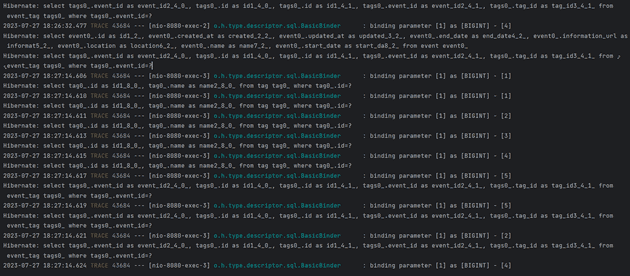 Hibernate: select tags0_.event_id as event_id2_4_0_, tags0_.id as id1_4_0_, tags0_.id as id1_4_1_, tags0_.event_id as event_id2_4_1_, tags0_.tag_id as tag_id3_4_1_ from
event_tag tags0_ where tags0_.event_id=?
2023-07-27 18:26:32.477 TRACE 43684 --- [nio-8080-exec-2] o.h.type.descriptor.sql.BasicBinder : binding parameter [1] as [BIGINT] - [4]
Hibernate: select event0_.id as id1_2_, event0_.created_at as created_2_2_, event0_.updated_at as updated_3_2_, event0_.end_date as end_date4_2_, event0_.information_url as
informat5_2_, event0_.location as location6_2_, event0_.name as name7_2_, event0_.start_date as start_da8_2_ from event event0_
Hibernate: select tags0_.event_id as event_id2_4_0_, tags0_.id as id1_4_0_, tags0_.id as id1_4_1_, tags0_.event_id as event_id2_4_1_, tags0_.tag_id as tag_id3_4_1_ from
event_tag tags0_ where tags0_.event_id=?
2023-07-27 18:27:14.606 TRACE 43684 --- [nio-8080-exec-3] o.h.type.descriptor.sql.BasicBinder : binding parameter [1] as [BIGINT] - [1]
Hibernate: select tag0_.id as id1_8_0_, tag0_.name as name2_8_0_ from tag tag0_ where tag0_.id=?
2023-07-27 18:27:14.610 TRACE 43684 --- [nio-8080-exec-3] o.h.type.descriptor.sql.BasicBinder : binding parameter [1] as [BIGINT] - [1]
Hibernate: select tag0_.id as id1_8_0_, tag0_.name as name2_8_0_ from tag tag0_ where tag0_.id=?
2023-07-27 18:27:14.611 TRACE 43684 --- [nio-8080-exec-3] o.h.type.descriptor.sql.BasicBinder : binding parameter [1] as [BIGINT] - [2]
Hibernate: select tag0_.id as id1_8_0_, tag0_.name as name2_8_0_ from tag tag0_ where tag0_.id=?
2023-07-27 18:27:14.613 TRACE 43684 --- [nio-8080-exec-3] o.h.type.descriptor.sql.BasicBinder : binding parameter [1] as [BIGINT] - [3]
Hibernate: select tag0_.id as id1_8_0_, tag0_.name as name2_8_0_ from tag tag0_ where tag0_.id=?
2023-07-27 18:27:14.615 TRACE 43684 --- [nio-8080-exec-3] o.h.type.descriptor.sql.BasicBinder : binding parameter [1] as [BIGINT] - [4]
Hibernate: select tag0_.id as id1_8_0_, tag0_.name as name2_8_0_ from tag tag0_ where tag0_.id=?
2023-07-27 18:27:14.617 TRACE 43684 --- [nio-8080-exec-3] o.h.type.descriptor.sql.BasicBinder : binding parameter [1] as [BIGINT] - [5]
Hibernate: select tags0_.event_id as event_id2_4_0_, tags0_.id as id1_4_0_, tags0_.id as id1_4_1_, tags0_.event_id as event_id2_4_1_, tags0_.tag_id as tag_id3_4_1_ from
event_tag tags0_ where tags0_.event_id=?
2023-07-27 18:27:14.619 TRACE 43684 --- [nio-8080-exec-3] o.h.type.descriptor.sql.BasicBinder : binding parameter [1] as [BIGINT] - [5]
Hibernate: select tags0_.event_id as event_id2_4_0_, tags0_.id as id1_4_0_, tags0_.id as id1_4_1_, tags0_.event_id as event_id2_4_1_, tags0_.tag_id as tag_id3_4_1_ from
event_tag tags0_ where tags0_.event_id=?
2023-07-27 18:27:14.621 TRACE 43684 --- [nio-8080-exec-3] o.h.type.descriptor.sql.BasicBinder : binding parameter [1] as [BIGINT] - [2]
Hibernate: select tags0_.event_id as event_id2_4_0_, tags0_.id as id1_4_0_, tags0_.id as id1_4_1_, tags0_.event_id as event_id2_4_1_, tags0_.tag_id as tag_id3_4_1_ from
event_tag tags0_ where tags0_.event_id=?
2023-07-27 18:27:14.624 TRACE 43684 --- [nio-8080-exec-3] o.h.type.descriptor.sql.BasicBinder : binding parameter [1] as [BIGINT] - [4]